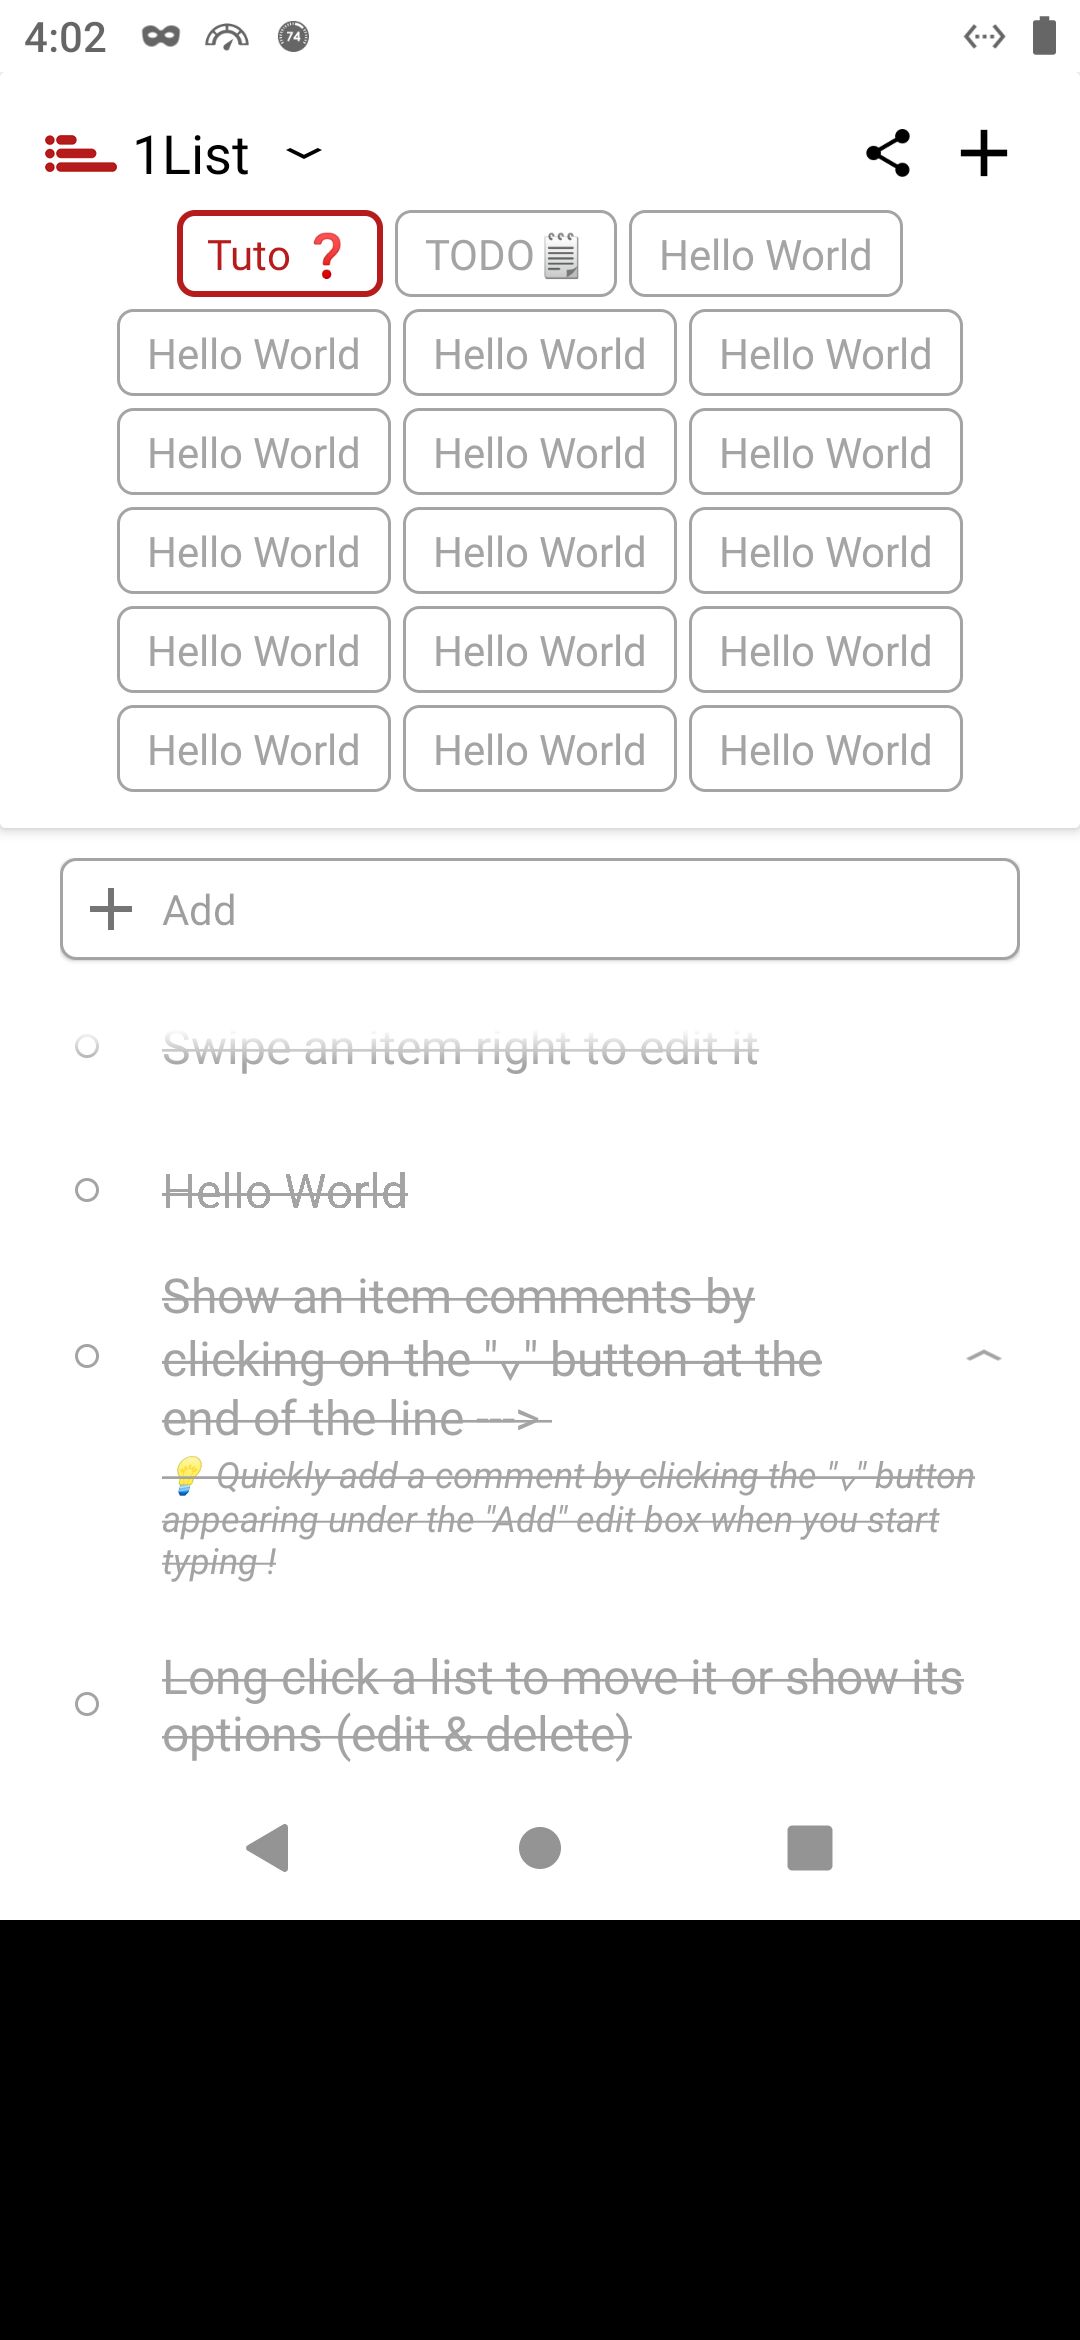 4:02
74
1List
Tuto ❓ TODO🗒 Hello World
Hello World Hello World Hello World
Hello World Hello World Hello World
Hello World Hello World Hello World
Hello World Hello World Hello World
Hello World Hello World Hello World
Add
Swipe an item right to edit it
Hello World
Show an item comments by
clicking on the "˅" button at the
end of the line --->
💡 Quickly add a comment by clicking the "˅" button
appearing under the "Add" edit box when you start
typing !
Long click a list to move it or show its
options (edit & delete)